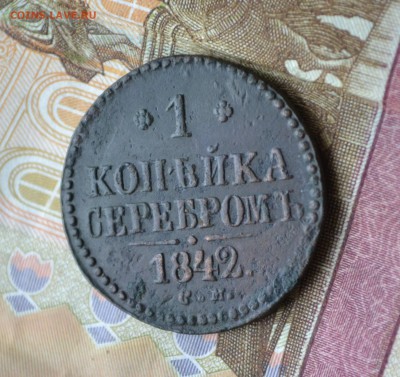 COINS.LAVE.RU
1
КОПѢЙКА
СЕРЕБРОМЪ
1842.
С.М.